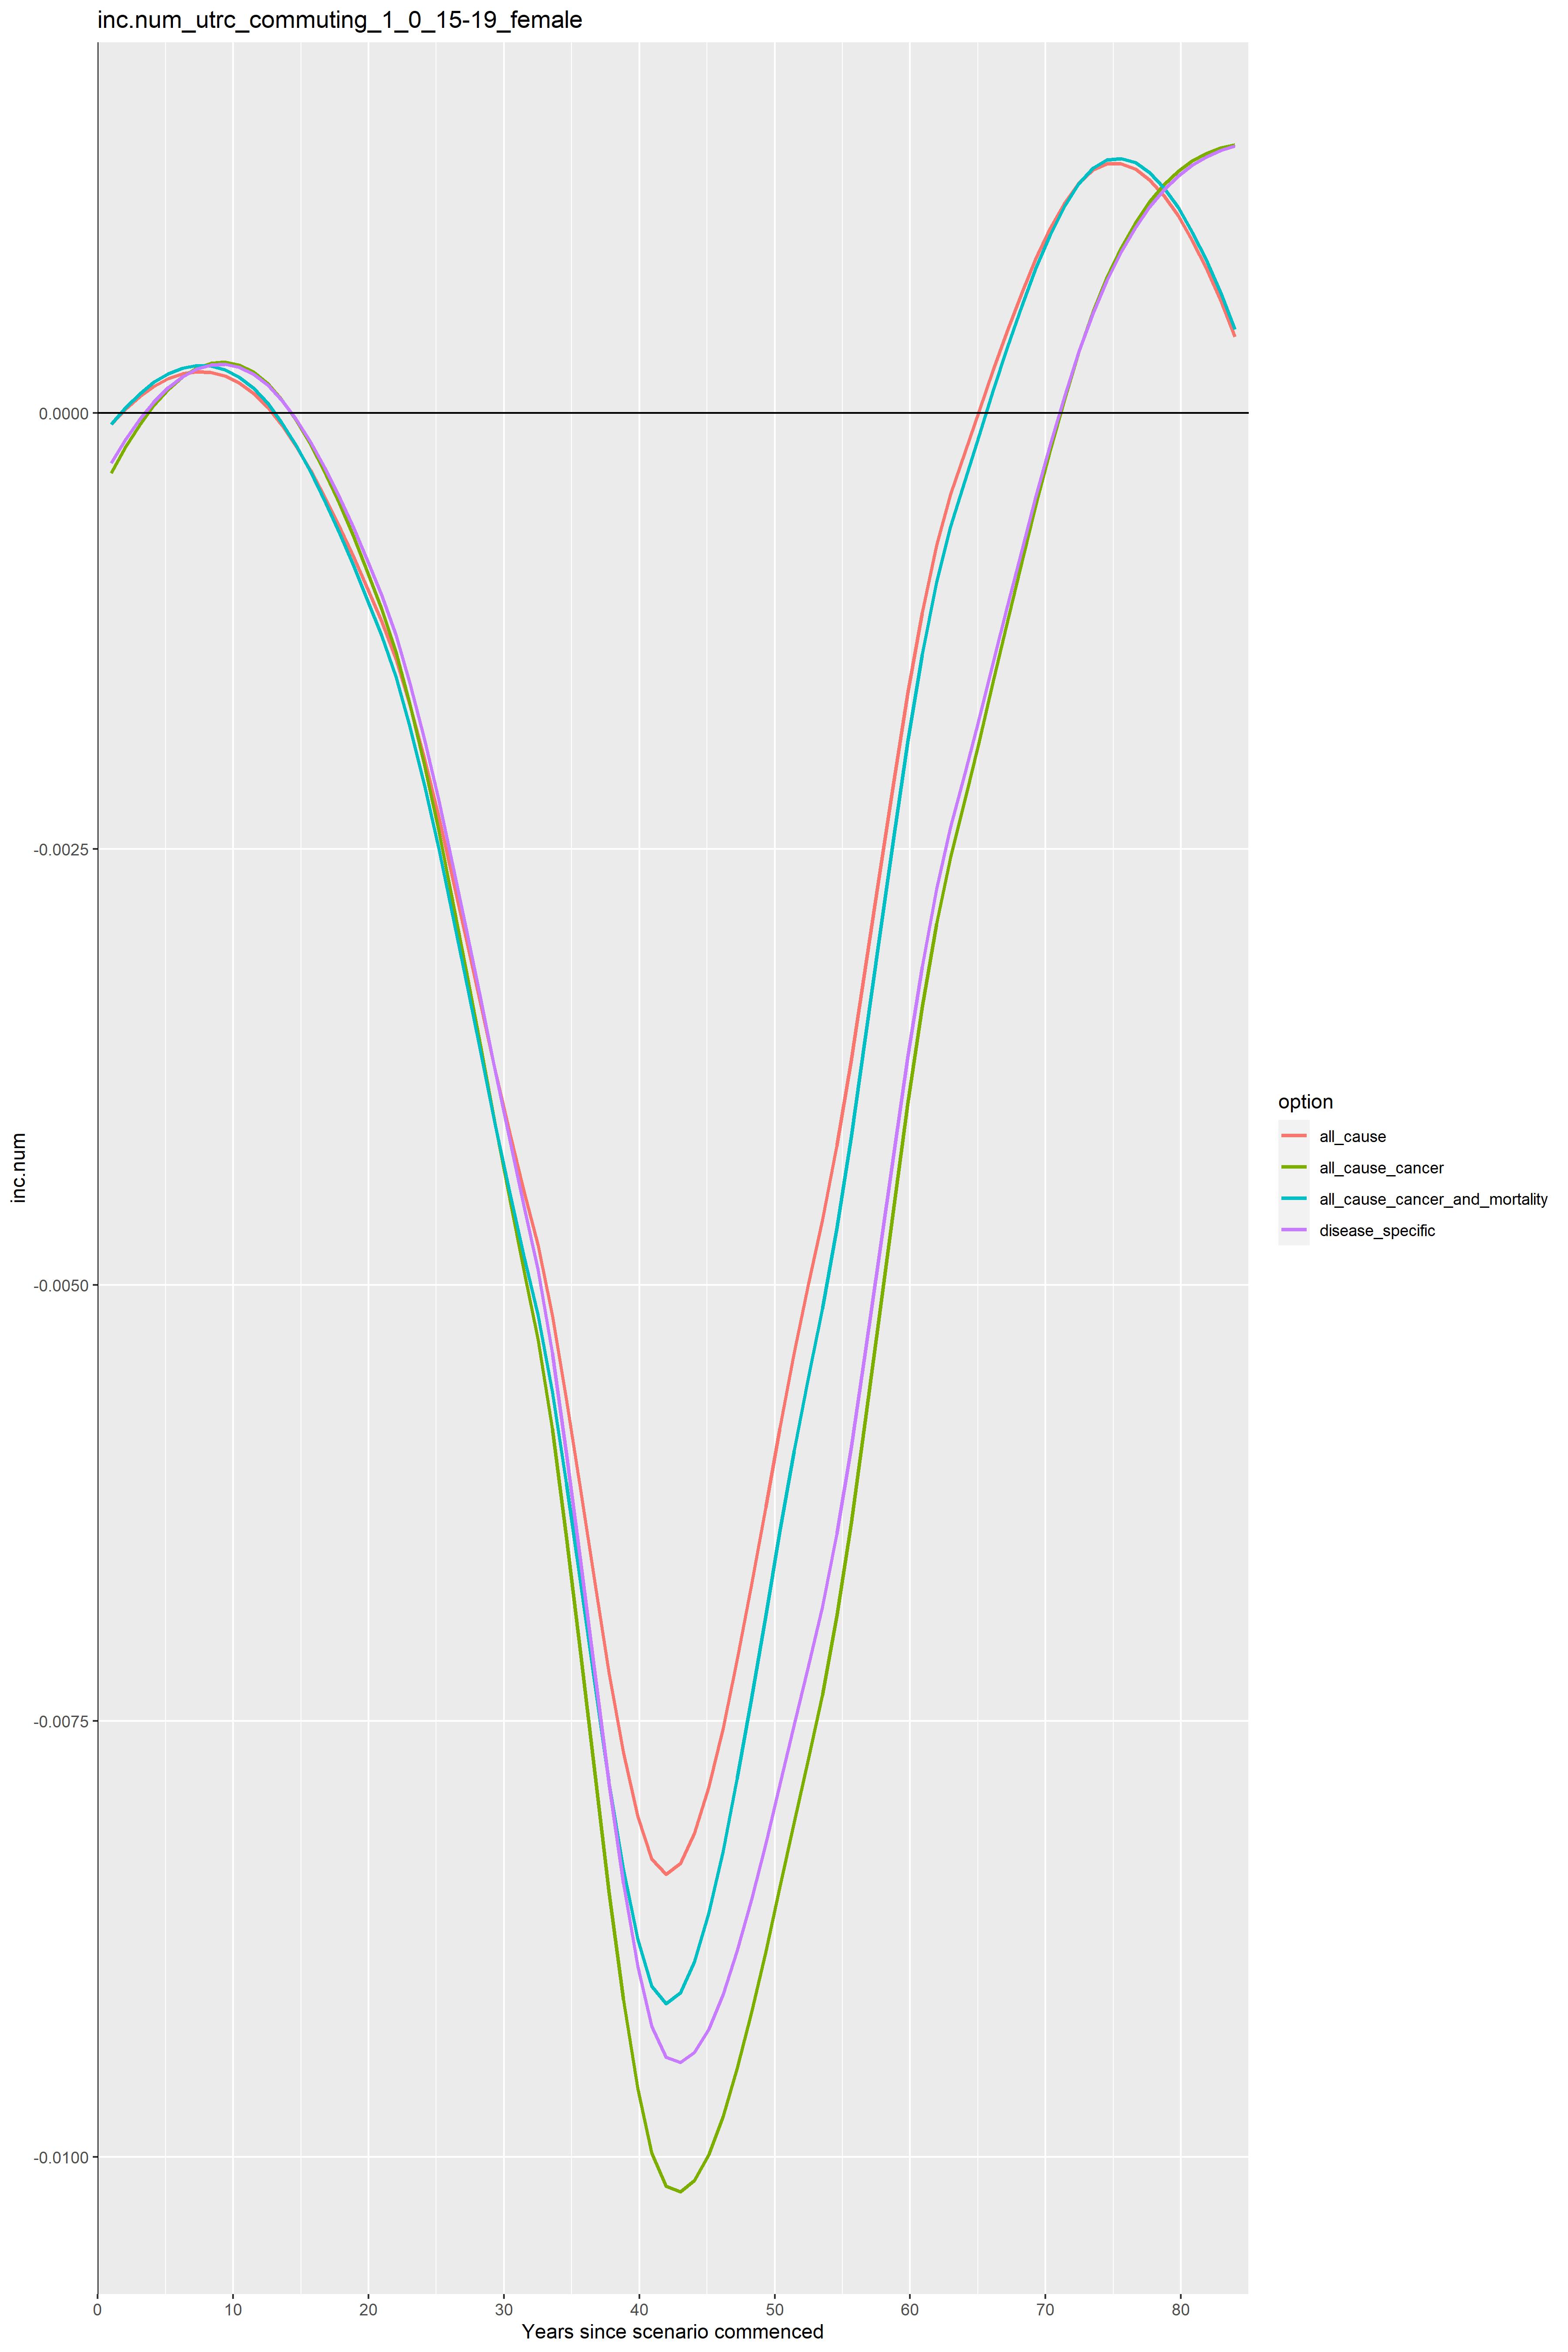 inc.num_utrc_commuting_1_0_15-19_female
0.0000
-0.0025
-0.0050
-0.0075
-0.0100
inc.num
0 10 20 30 40 50 60 70 80
Years since scenario commenced
option
all_cause
all_cause_cancer
all_cause_cancer_and_mortality
disease_specific